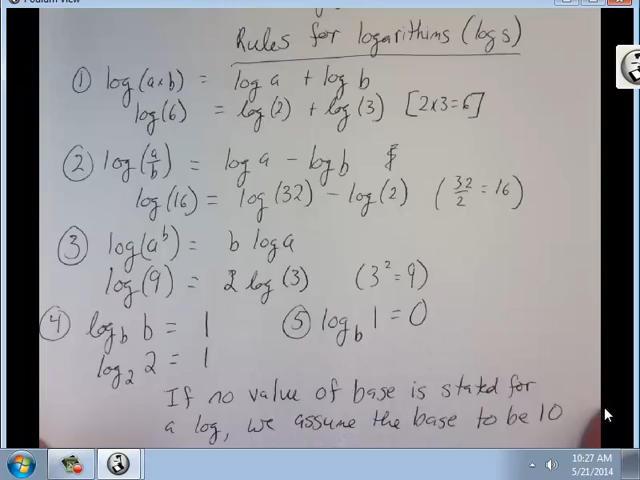 Podium View
Rules for logarithms (logs)
① log(a×b) = log a + log b
log(6) = log(2) + log(3) [2×3=6]
② log(a/b) = log a - log b
log(16) = log(32) - log(2) (32/2 = 16)
③ log(a^b) = b log a
log(9) = 2 log(3) (3² = 9)
④ log_b b = 1 ⑤ log_b 1 = 0
log₂ 2 = 1
If no value of base is stated for
a log, we assume the base to be 10
10:27 AM
5/21/2014